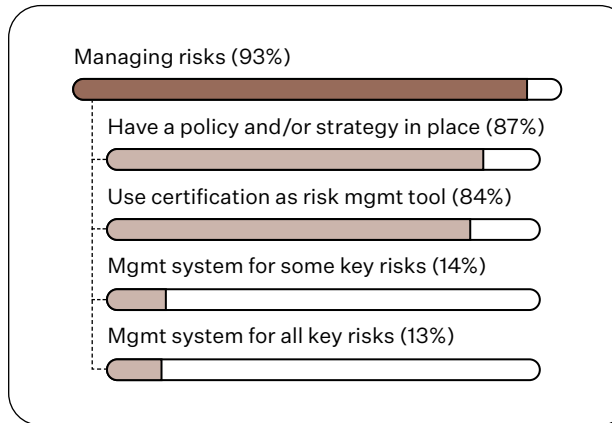 Managing risks (93%)
Have a policy and/or strategy in place (87%)
Use certification as risk mgmt tool (84%)
Mgmt system for some key risks (14%)
Mgmt system for all key risks (13%)